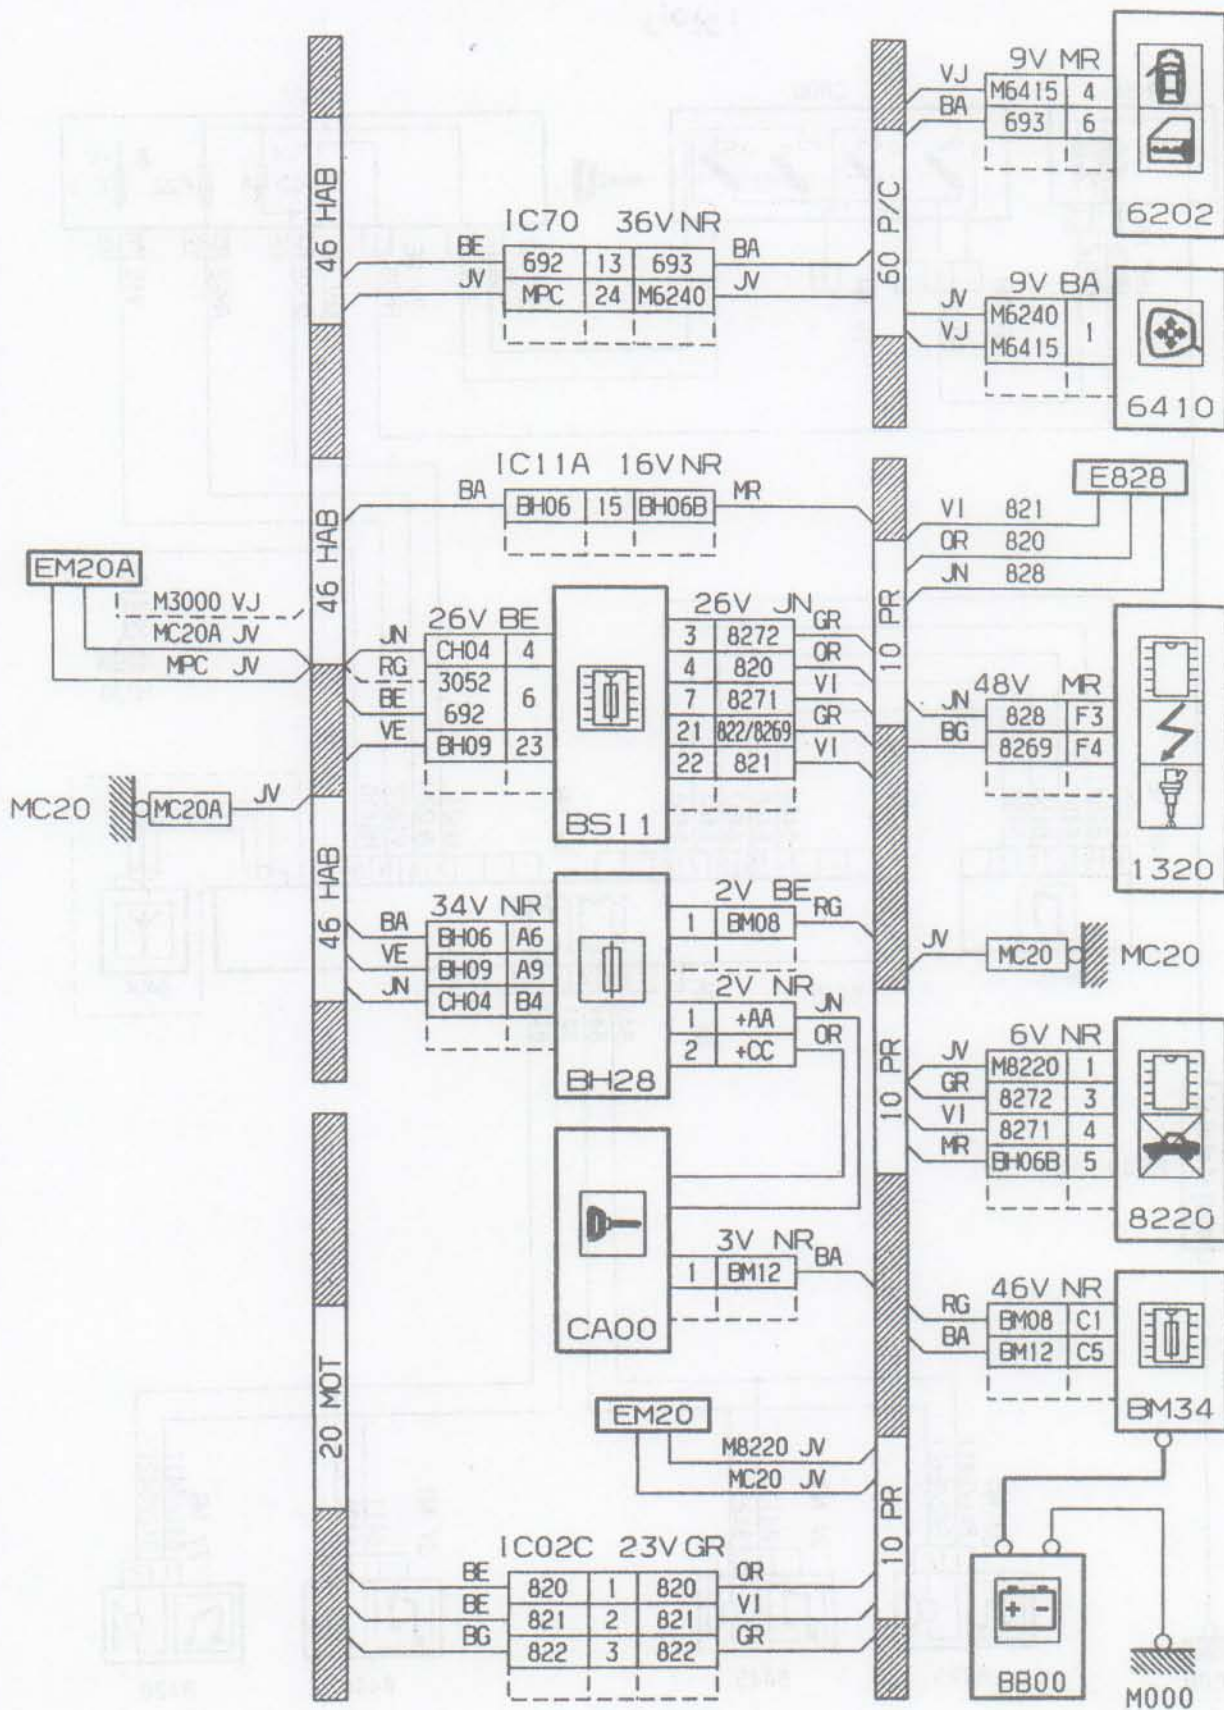 9V MR
VJ M6415 4
BA 693 6
6202
46 HAB
60 P/C
IC70 36V NR
BE 692 13 693 BA
JV MPC 24 M6240 JV
9V BA
JV M6240 1
VJ M6415
6410
IC11A 16V NR
BA BH06 15 BH06B MR
E828
VI 821
OR 820
JN 828
46 HAB
10 PR
EM20A
M3000 VJ
MC20A JV
MPC JV
26V BE
JN CH04 4
RG 3052 6
BE 692
VE BH09 23
BSI1
26V JN
3 8272 GR
4 820 OR
7 8271 VI
21 822/8269 GR
22 821 VI
48V MR
JN 828 F3
BG 8269 F4
1320
MC20 MC20A JV
46 HAB
34V NR
BA BH06 A6
VE BH09 A9
JN CH04 B4
BH28
2V BE
1 BM08 RG
2V NR
1 +AA JN
2 +CC OR
JV MC20 MC20
10 PR
6V NR
JV M8220 1
GR 8272 3
VI 8271 4
MR BH06B 5
8220
CA00
3V NR
1 BM12 BA
46V NR
RG BM08 C1
BA BM12 C5
BM34
20 MOT
EM20
M8220 JV
MC20 JV
10 PR
IC02C 23V GR
BE 820 1 820 OR
BE 821 2 821 VI
BG 822 3 822 GR
+ -
BB00
M000